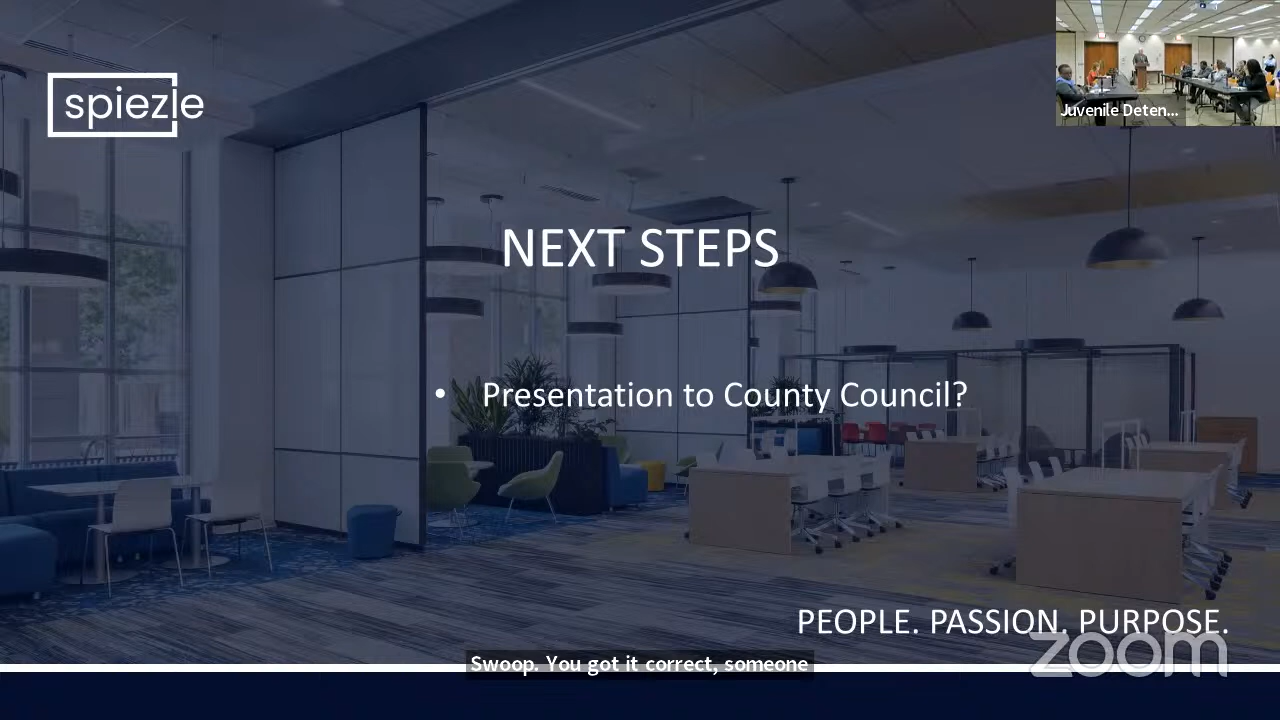 spiezle
Juvenile Deten...
NEXT STEPS
• Presentation to County Council?
PEOPLE. PASSION. PURPOSE.
zoom
Swoop. You got it correct, someone